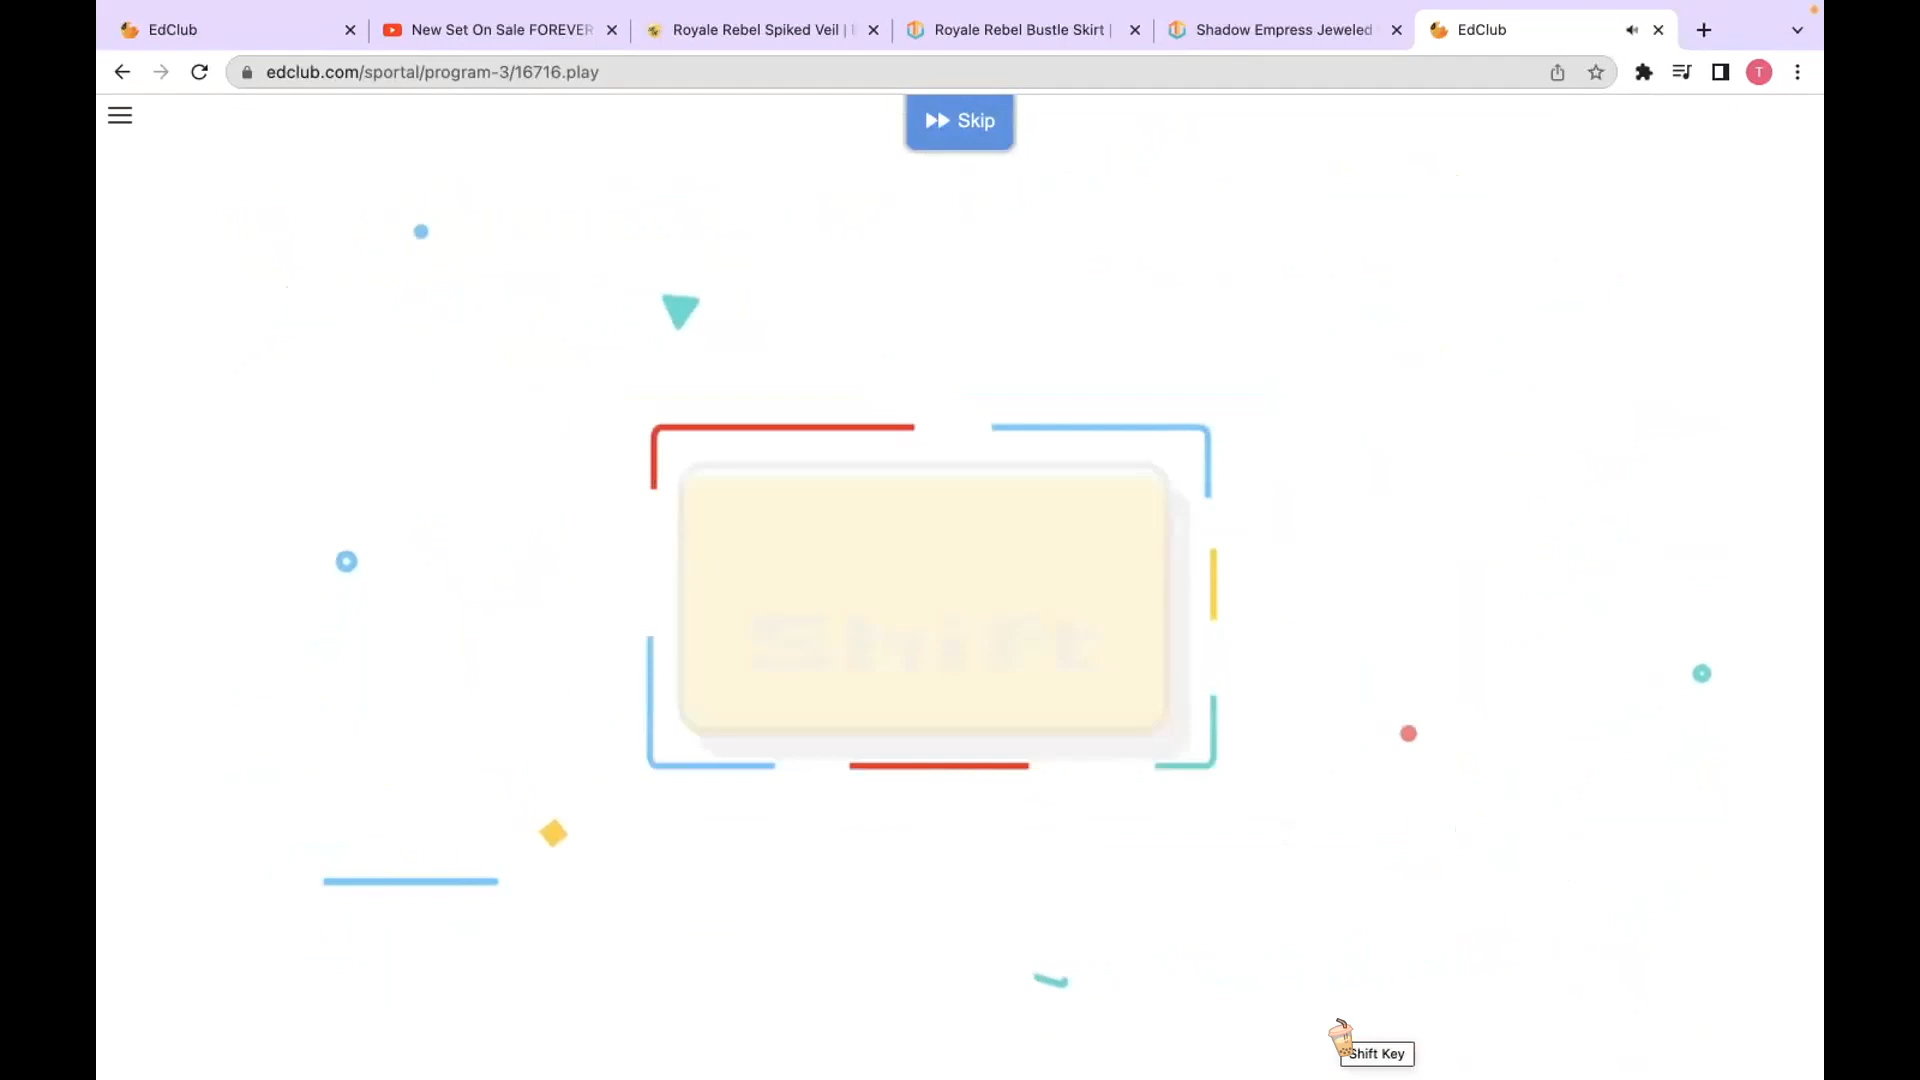 EdClub
New Set On Sale FOREVER
Royale Rebel Spiked Veil |
Royale Rebel Bustle Skirt |
Shadow Empress Jeweled
EdClub
edclub.com/sportal/program-3/16716.play
T
Skip
Shift
Shift Key